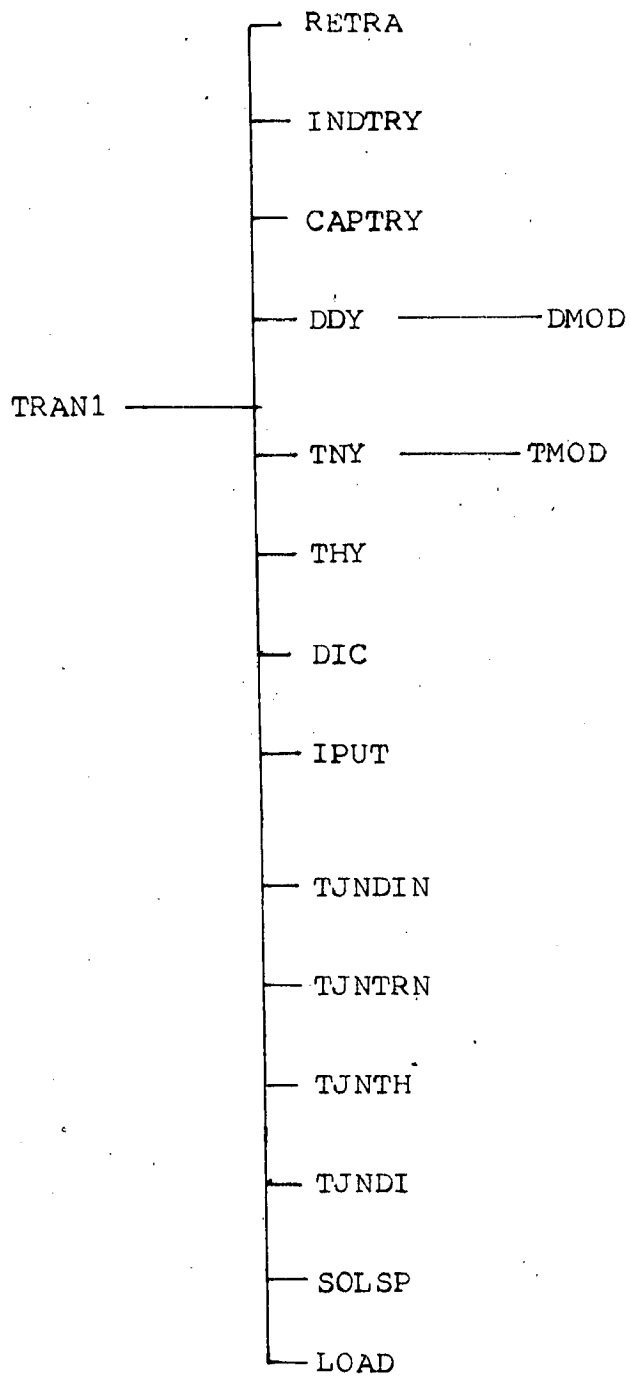 RETRA
INDTRY
CAPTRY
DDY DMOD
TRAN1
TNY TMOD
THY
DIC
IPUT
TJNDIN
TJNTRN
TJNTH
TJNDI
SOLSP
LOAD